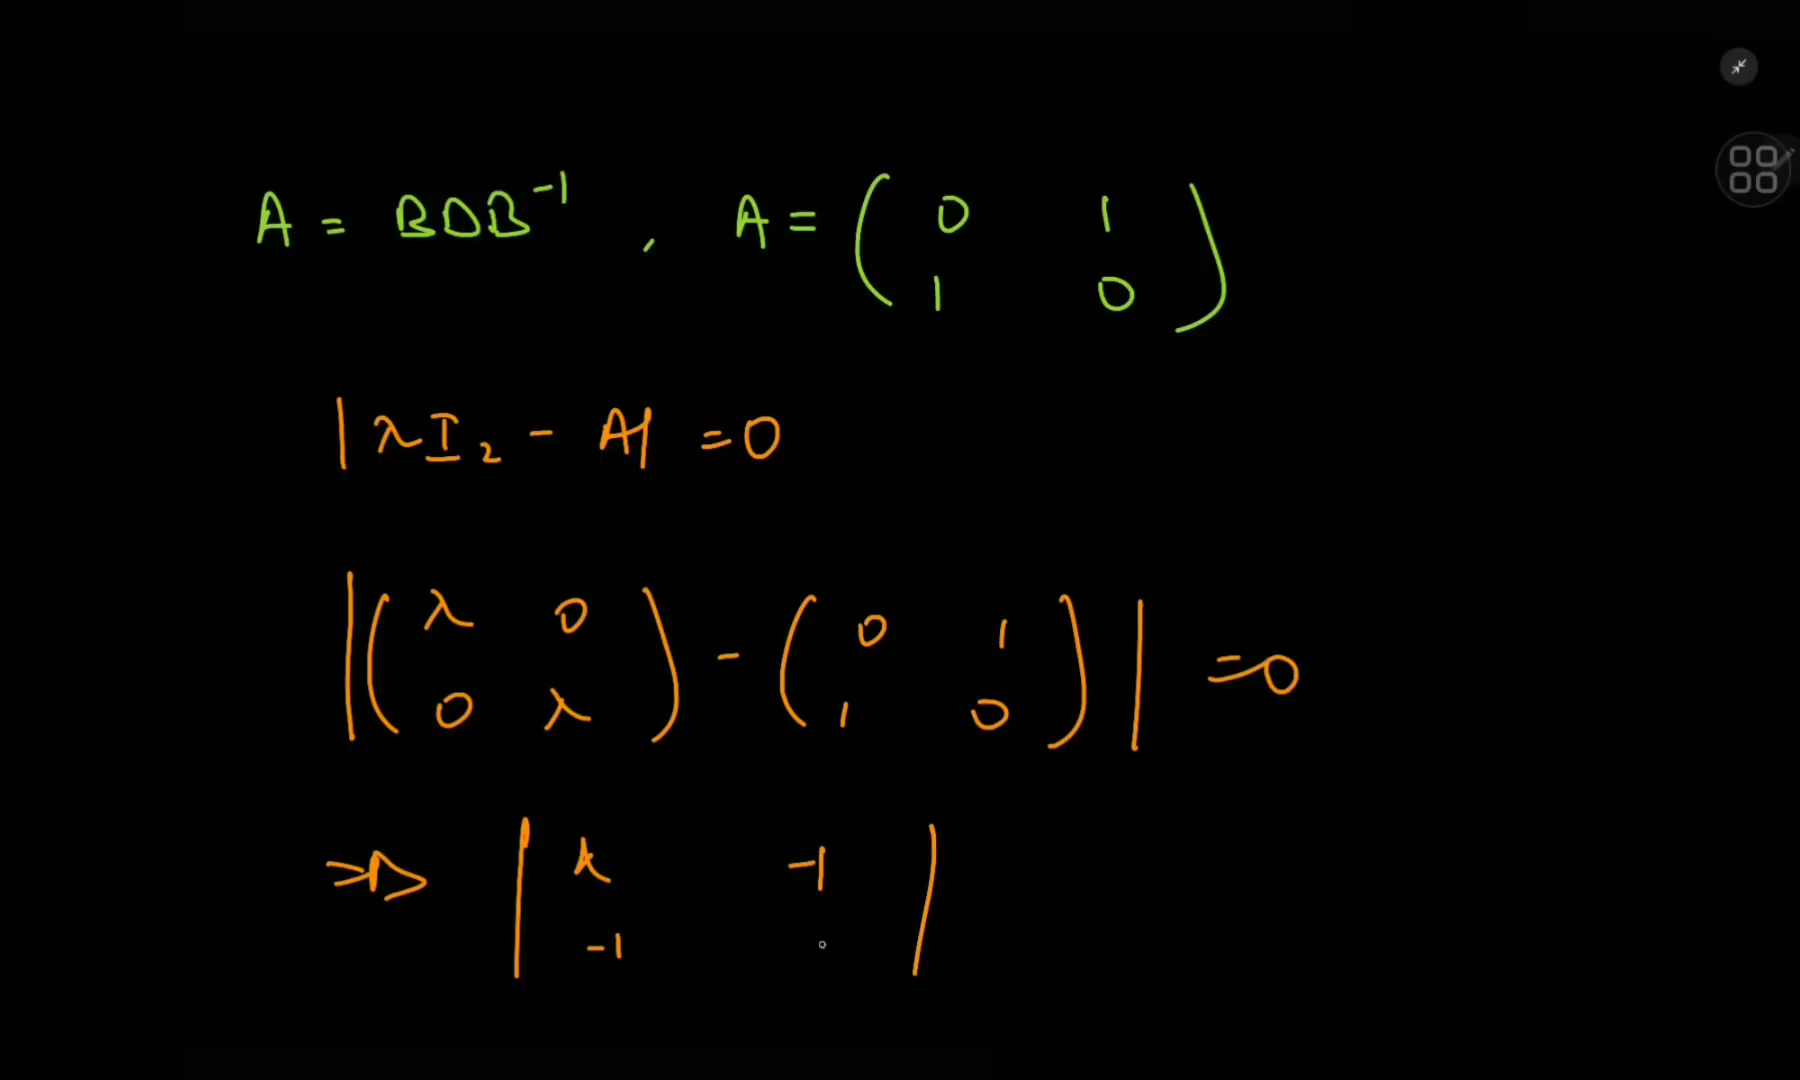 A = BDB⁻¹ , A = ( 0 1 ; 1 0 )
|λI₂ - A| = 0
| ( λ 0 ; 0 λ ) - ( 0 1 ; 1 0 ) | = 0
⇒ | λ -1 ; -1 |